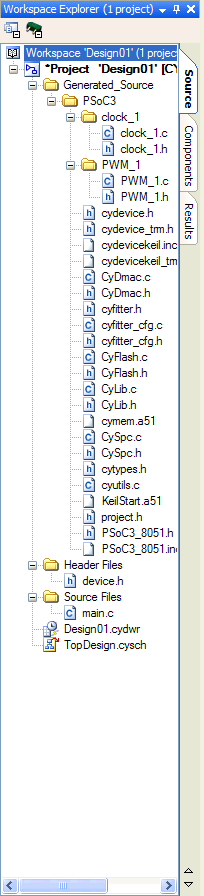 Workspace Explorer (1 project)
Workspace 'Design01' (1 projec
*Project 'Design01' [CY
Generated_Source
PSoC3
clock_1
clock_1.c
clock_1.h
PWM_1
PWM_1.c
PWM_1.h
cydevice.h
cydevice_trm.h
cydevicekeil.inc
cydevicekeil_trm
CyDmac.c
CyDmac.h
cyfitter.h
cyfitter_cfg.c
cyfitter_cfg.h
CyFlash.c
CyFlash.h
CyLib.c
CyLib.h
cymem.a51
CySpc.c
CySpc.h
cytypes.h
cyutils.c
KeilStart.a51
project.h
PSoC3_8051.h
PSoC3_8051.inc
Header Files
device.h
Source Files
main.c
Design01.cydwr
TopDesign.cysch
Source
Components
Results